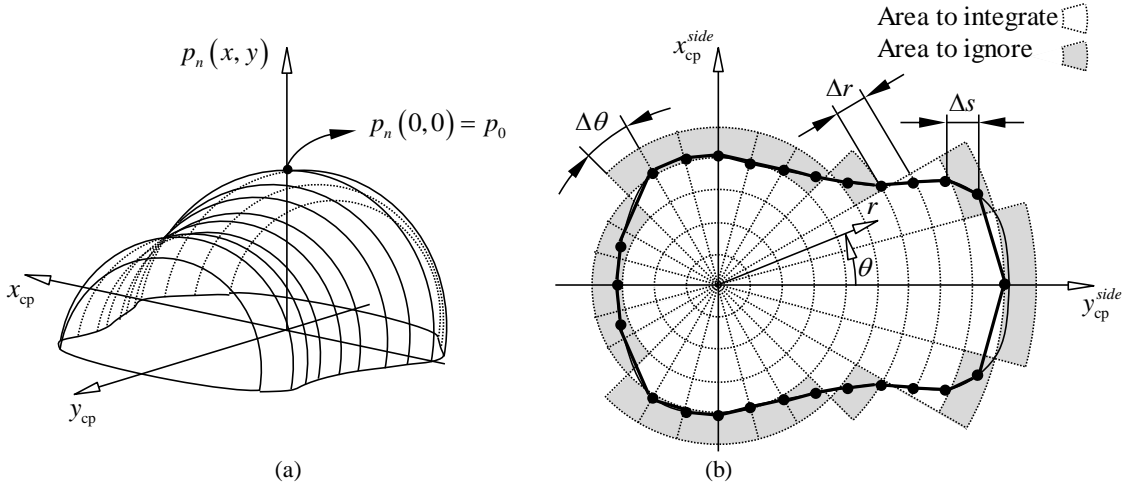 p_n(x, y)
p_n(0,0) = p_0
x_cp
y_cp
(a)
Area to integrate
Area to ignore
x_cp^side
Δr
Δs
Δθ
r
θ
y_cp^side
(b)